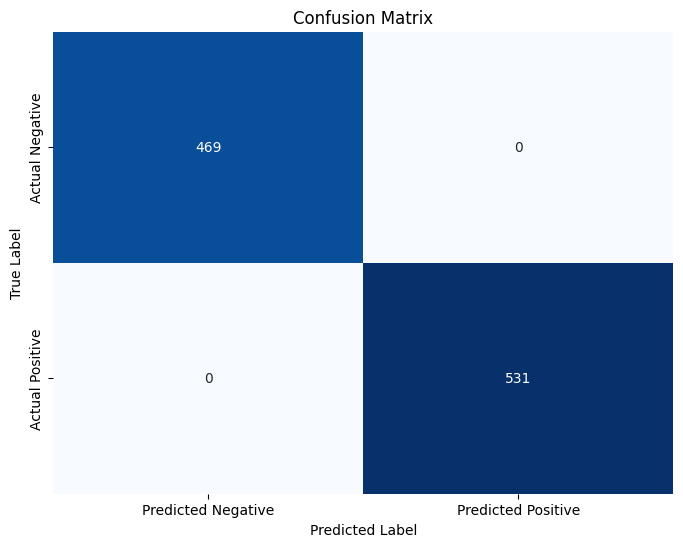 Confusion Matrix
True Label
Actual Negative
469
0
Actual Positive
0
531
Predicted Negative
Predicted Positive
Predicted Label